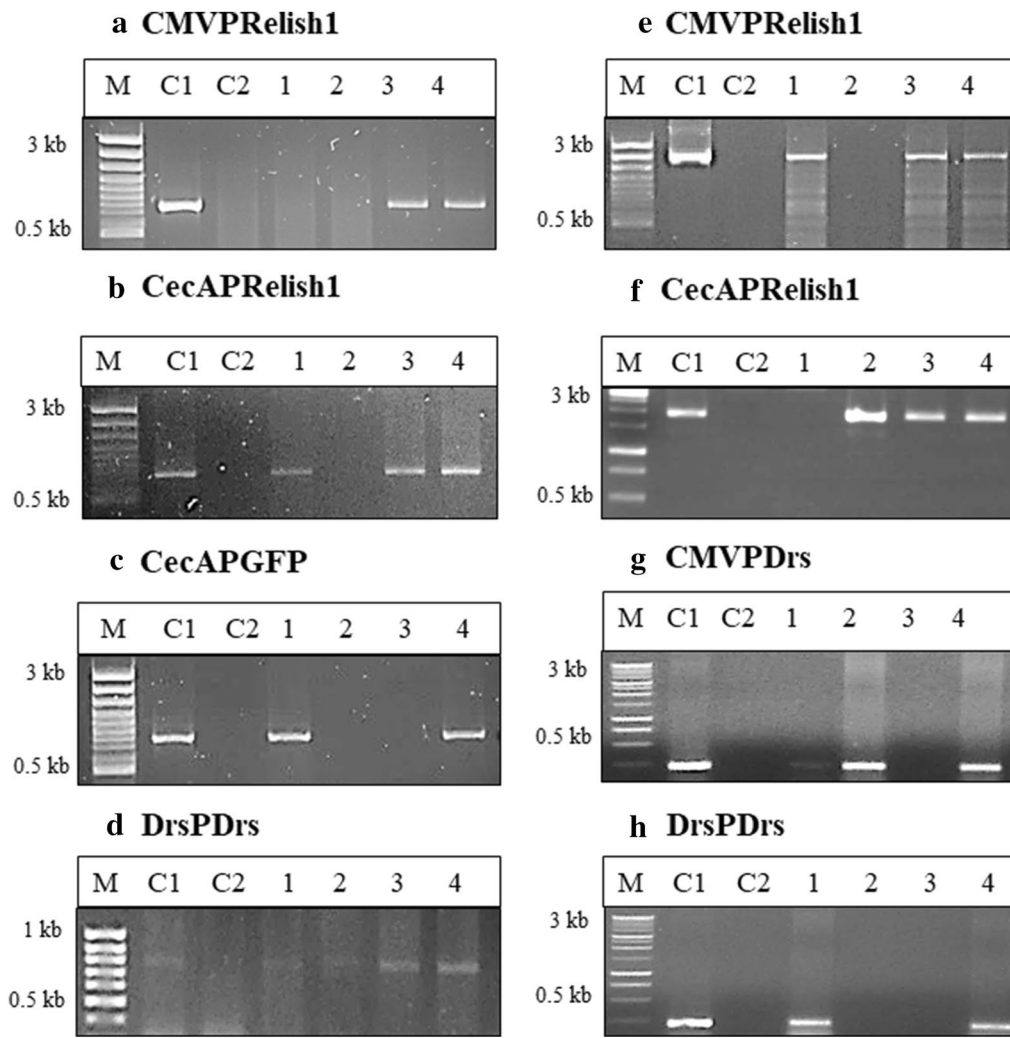 a CMVPRelish1
M C1 C2 1 2 3 4
3 kb
0.5 kb
b CecAPRelish1
M C1 C2 1 2 3 4
3 kb
0.5 kb
c CecAPGFP
M C1 C2 1 2 3 4
3 kb
0.5 kb
d DrsPDrs
M C1 C2 1 2 3 4
1 kb
0.5 kb
e CMVPRelish1
M C1 C2 1 2 3 4
3 kb
0.5 kb
f CecAPRelish1
M C1 C2 1 2 3 4
3 kb
0.5 kb
g CMVPDrs
M C1 C2 1 2 3 4
3 kb
0.5 kb
h DrsPDrs
M C1 C2 1 2 3 4
3 kb
0.5 kb